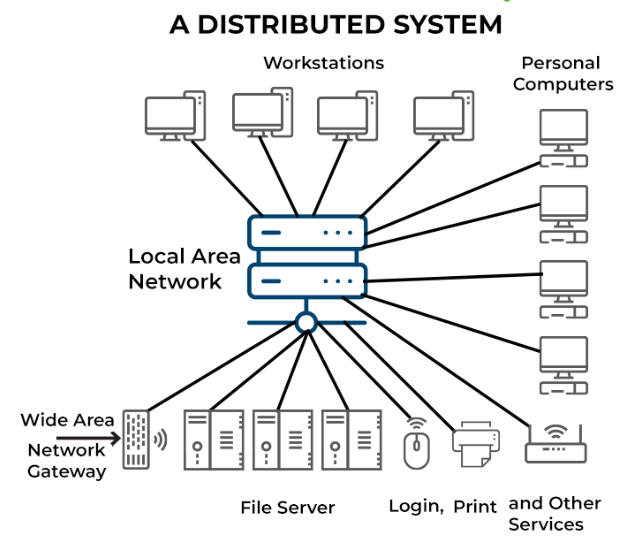 A DISTRIBUTED SYSTEM
Workstations
Personal
Computers
Local Area
Network
Wide Area
Network
Gateway
File Server
Login, Print and Other
Services